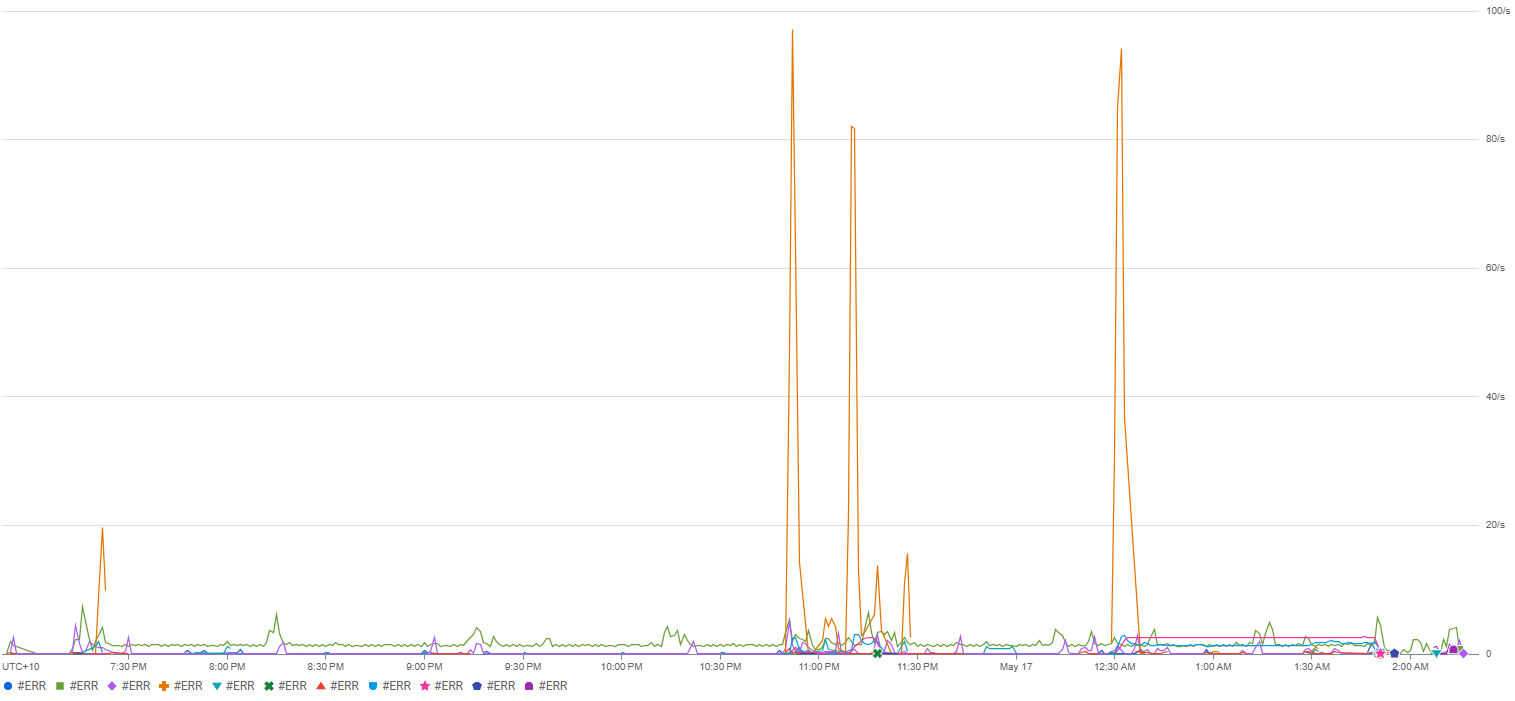 100/s
80/s
60/s
40/s
20/s
0
UTC+10 7:30 PM 8:00 PM 8:30 PM 9:00 PM 9:30 PM 10:00 PM 10:30 PM 11:00 PM 11:30 PM May 17 12:30 AM 1:00 AM 1:30 AM 2:00 AM
#ERR #ERR #ERR #ERR #ERR #ERR #ERR #ERR #ERR #ERR #ERR